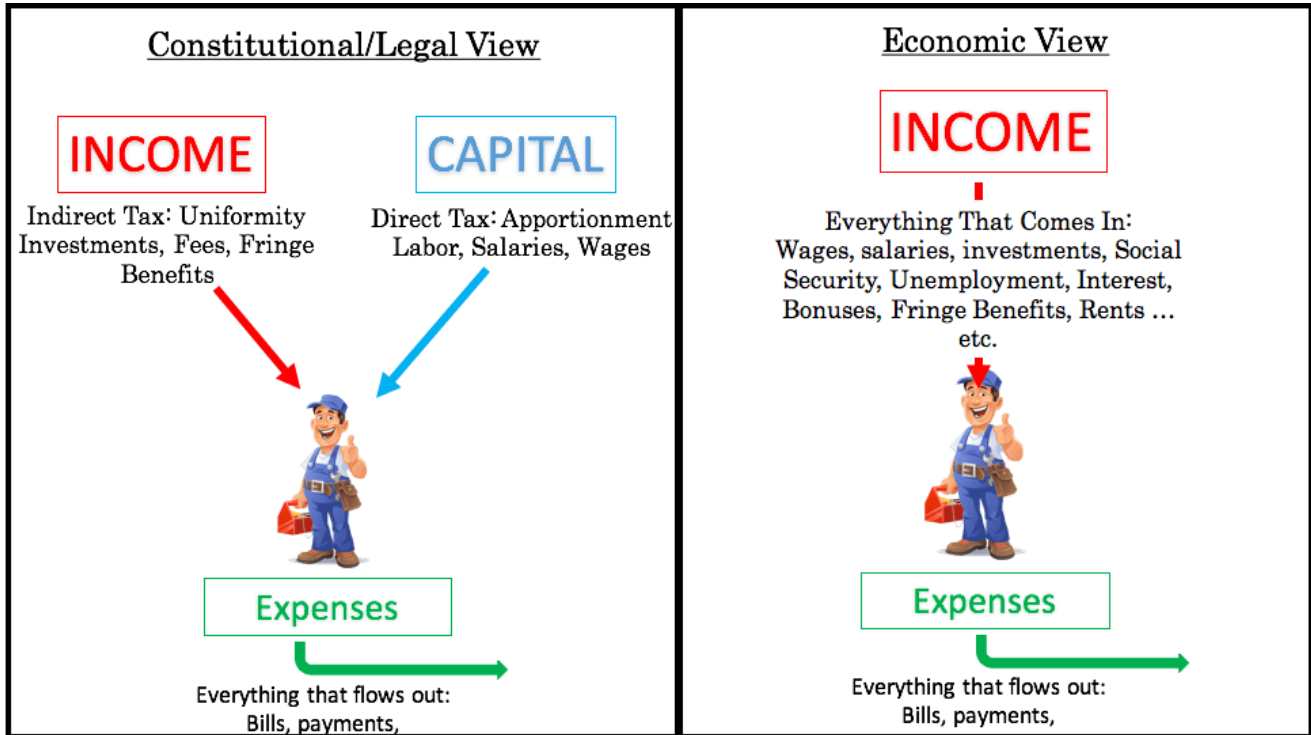 Constitutional/Legal View
INCOME
Indirect Tax: Uniformity
Investments, Fees, Fringe
Benefits
CAPITAL
Direct Tax: Apportionment
Labor, Salaries, Wages
Expenses
Everything that flows out:
Bills, payments,
Economic View
INCOME
Everything That Comes In:
Wages, salaries, investments, Social
Security, Unemployment, Interest,
Bonuses, Fringe Benefits, Rents ...
etc.
Expenses
Everything that flows out:
Bills, payments,